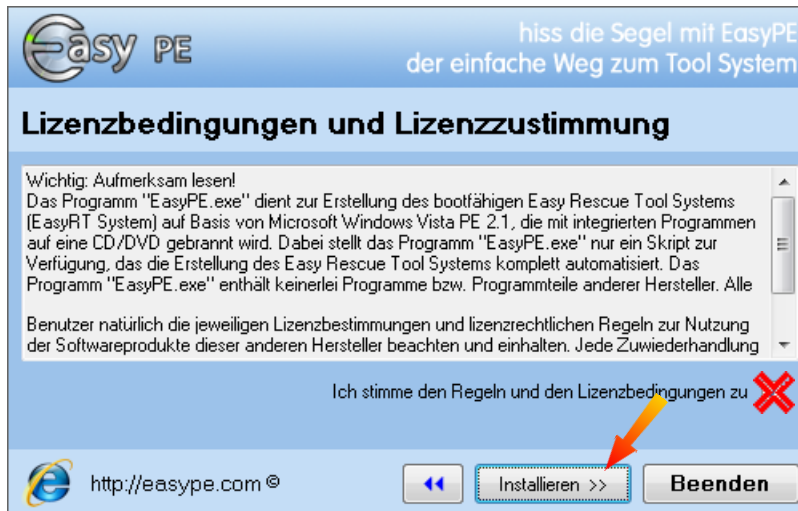 Easy PE
hiss die Segel mit EasyPE
der einfache Weg zum Tool System
Lizenzbedingungen und Lizenzzustimmung
Wichtig: Aufmerksam lesen!
Das Programm "EasyPE.exe" dient zur Erstellung des bootfähigen Easy Rescue Tool Systems
(EasyRT System) auf Basis von Microsoft Windows Vista PE 2.1, die mit integrierten Programmen
auf eine CD/DVD gebrannt wird. Dabei stellt das Programm "EasyPE.exe" nur ein Skript zur
Verfügung, das die Erstellung des Easy Rescue Tool Systems komplett automatisiert. Das
Programm "EasyPE.exe" enthält keinerlei Programme bzw. Programmteile anderer Hersteller. Alle
Benutzer natürlich die jeweiligen Lizenzbestimmungen und lizenzrechtlichen Regeln zur Nutzung
der Softwareprodukte dieser anderen Hersteller beachten und einhalten. Jede Zuwiederhandlung
Ich stimme den Regeln und den Lizenzbedingungen zu
http://easype.com © Installieren >> Beenden